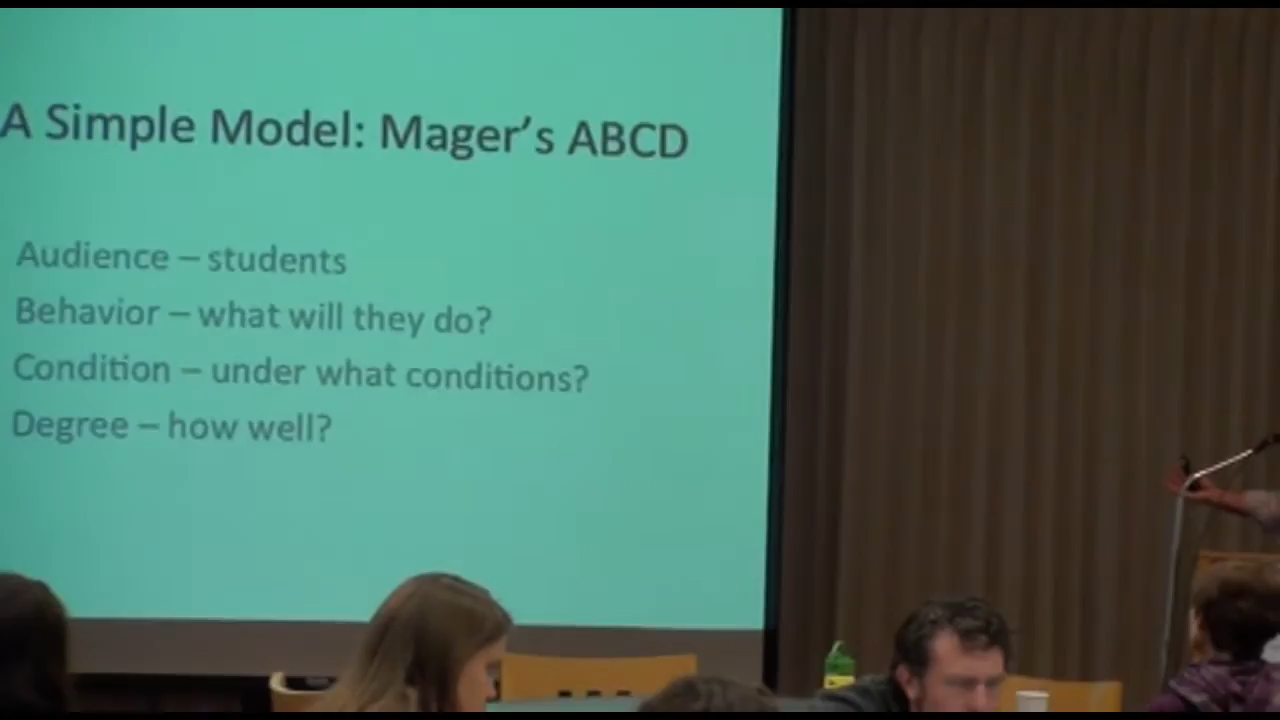 A Simple Model: Mager's ABCD
Audience – students
Behavior – what will they do?
Condition – under what conditions?
Degree – how well?